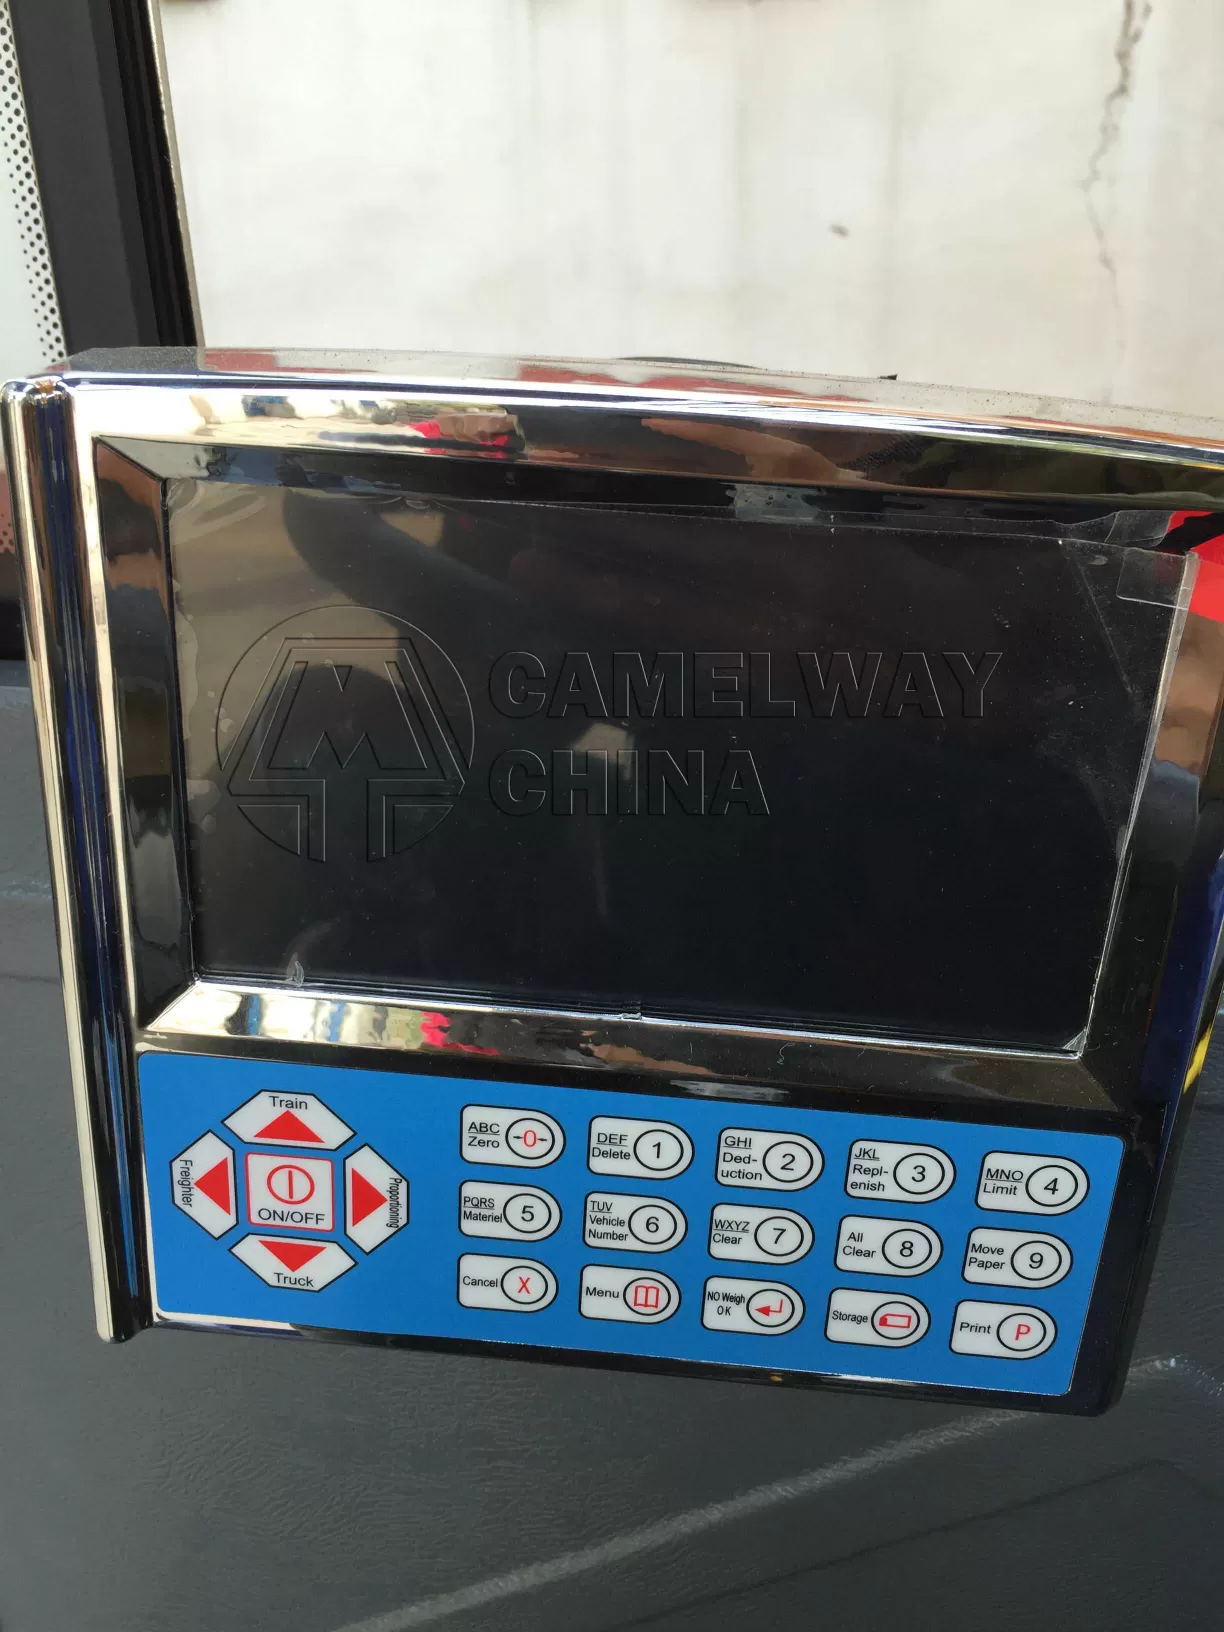 CAMELWAY
CHINA
Train
Freighter
ON/OFF
Proportioning
Truck
ABC
Zero
0
DEF
Delete
1
GHI
Ded-
uction
2
JKL
Repl-
enish
3
MNO
Limit
4
PQRS
Materiel
5
TUV
Vehicle
Number
6
WXYZ
Clear
7
All
Clear
8
Move
Paper
9
Cancel
X
Menu
NO Weigh
OK
Storage
Print
P